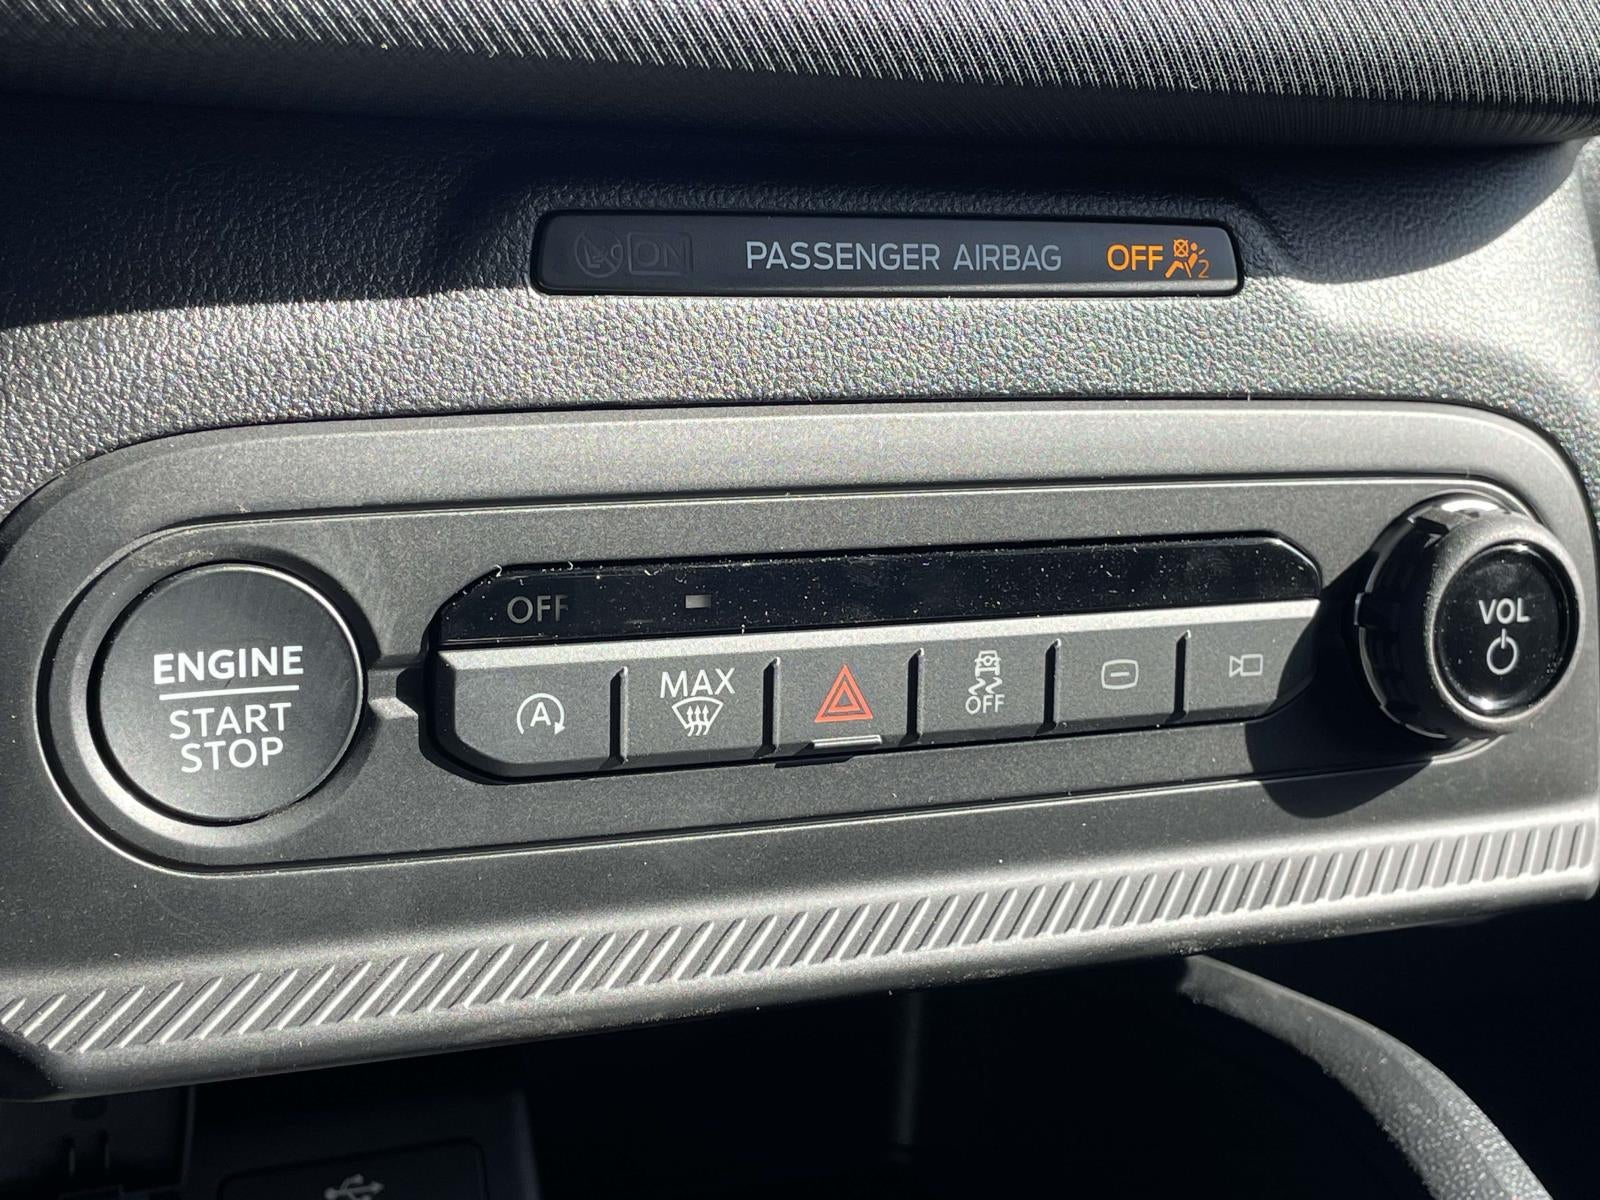 ON PASSENGER AIRBAG OFF 2
OFF
ENGINE
START
STOP
A
MAX
OFF
VOL